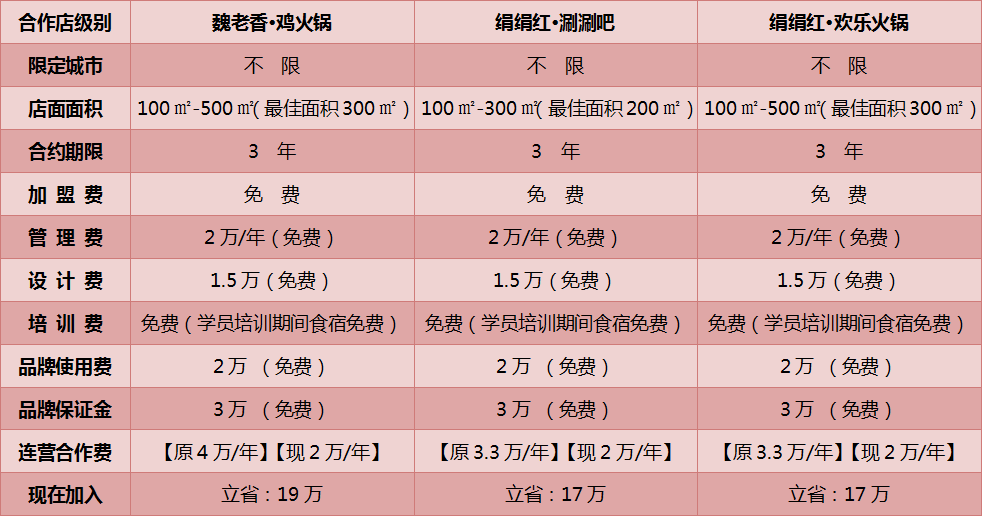 合作店级别 魏老香·鸡火锅 绢绢红·涮涮吧 绢绢红·欢乐火锅
限定城市 不 限 不 限 不 限
店面面积 100㎡-500㎡(最佳面积300㎡) 100㎡-300㎡(最佳面积200㎡) 100㎡-500㎡(最佳面积300㎡)
合约期限 3 年 3 年 3 年
加 盟 费 免 费 免 费 免 费
管 理 费 2万/年(免费) 2万/年(免费) 2万/年(免费)
设 计 费 1.5万(免费) 1.5万(免费) 1.5万(免费)
培 训 费 免费(学员培训期间食宿免费) 免费(学员培训期间食宿免费) 免费(学员培训期间食宿免费)
品牌使用费 2万 (免费) 2万 (免费) 2万 (免费)
品牌保证金 3万 (免费) 3万 (免费) 3万 (免费)
连营合作费 【原4万/年】【现2万/年】 【原3.3万/年】【现2万/年】 【原3.3万/年】【现2万/年】
现在加入 立省:19万 立省:17万 立省:17万